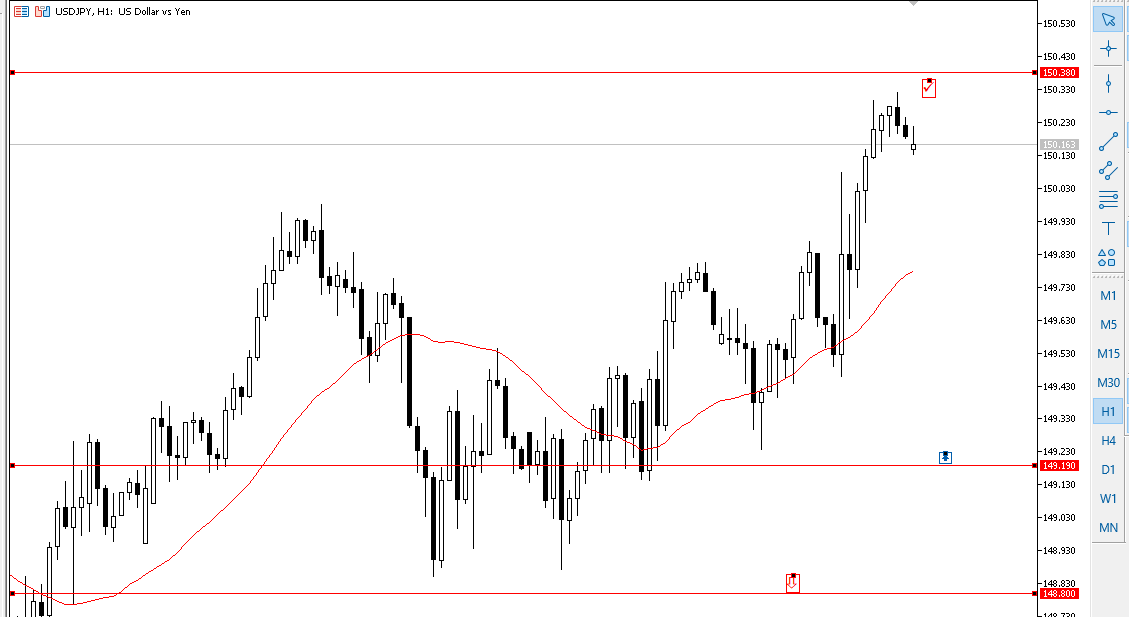 USDJPY, H1: US Dollar vs Yen
150.530
150.430
150.380
150.330
150.230
150.163
150.130
150.030
149.930
149.830
149.730
149.630
149.530
149.430
149.330
149.230
149.190
149.130
149.030
148.930
148.830
148.800
148.730
T
M1
M5
M15
M30
H1
H4
D1
W1
MN